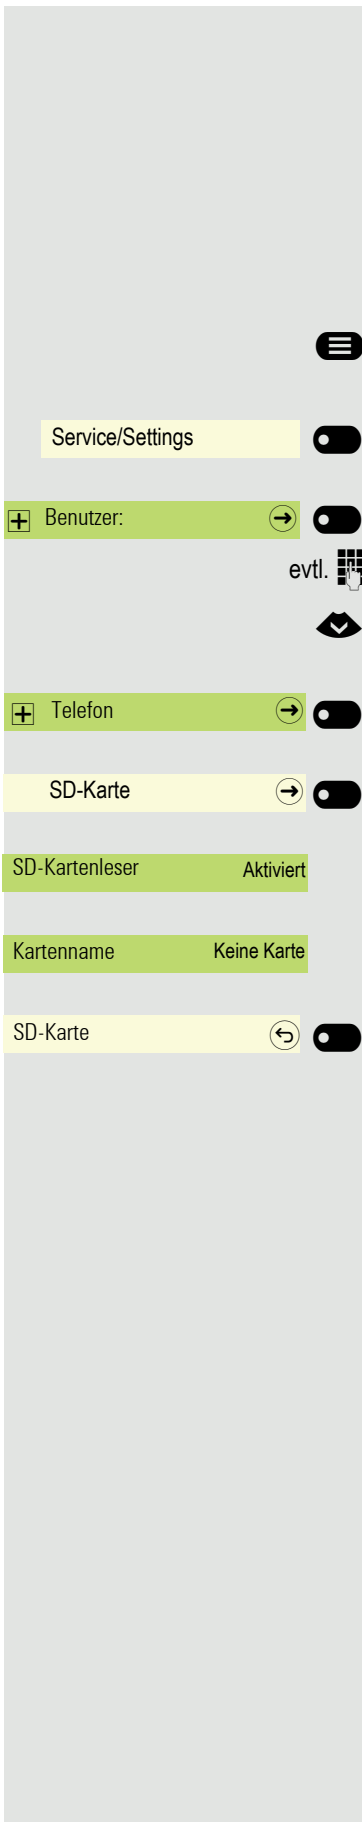 Service/Settings
Benutzer:
evtl.
Telefon
SD-Karte
SD-Kartenleser Aktiviert
Kartenname Keine Karte
SD-Karte